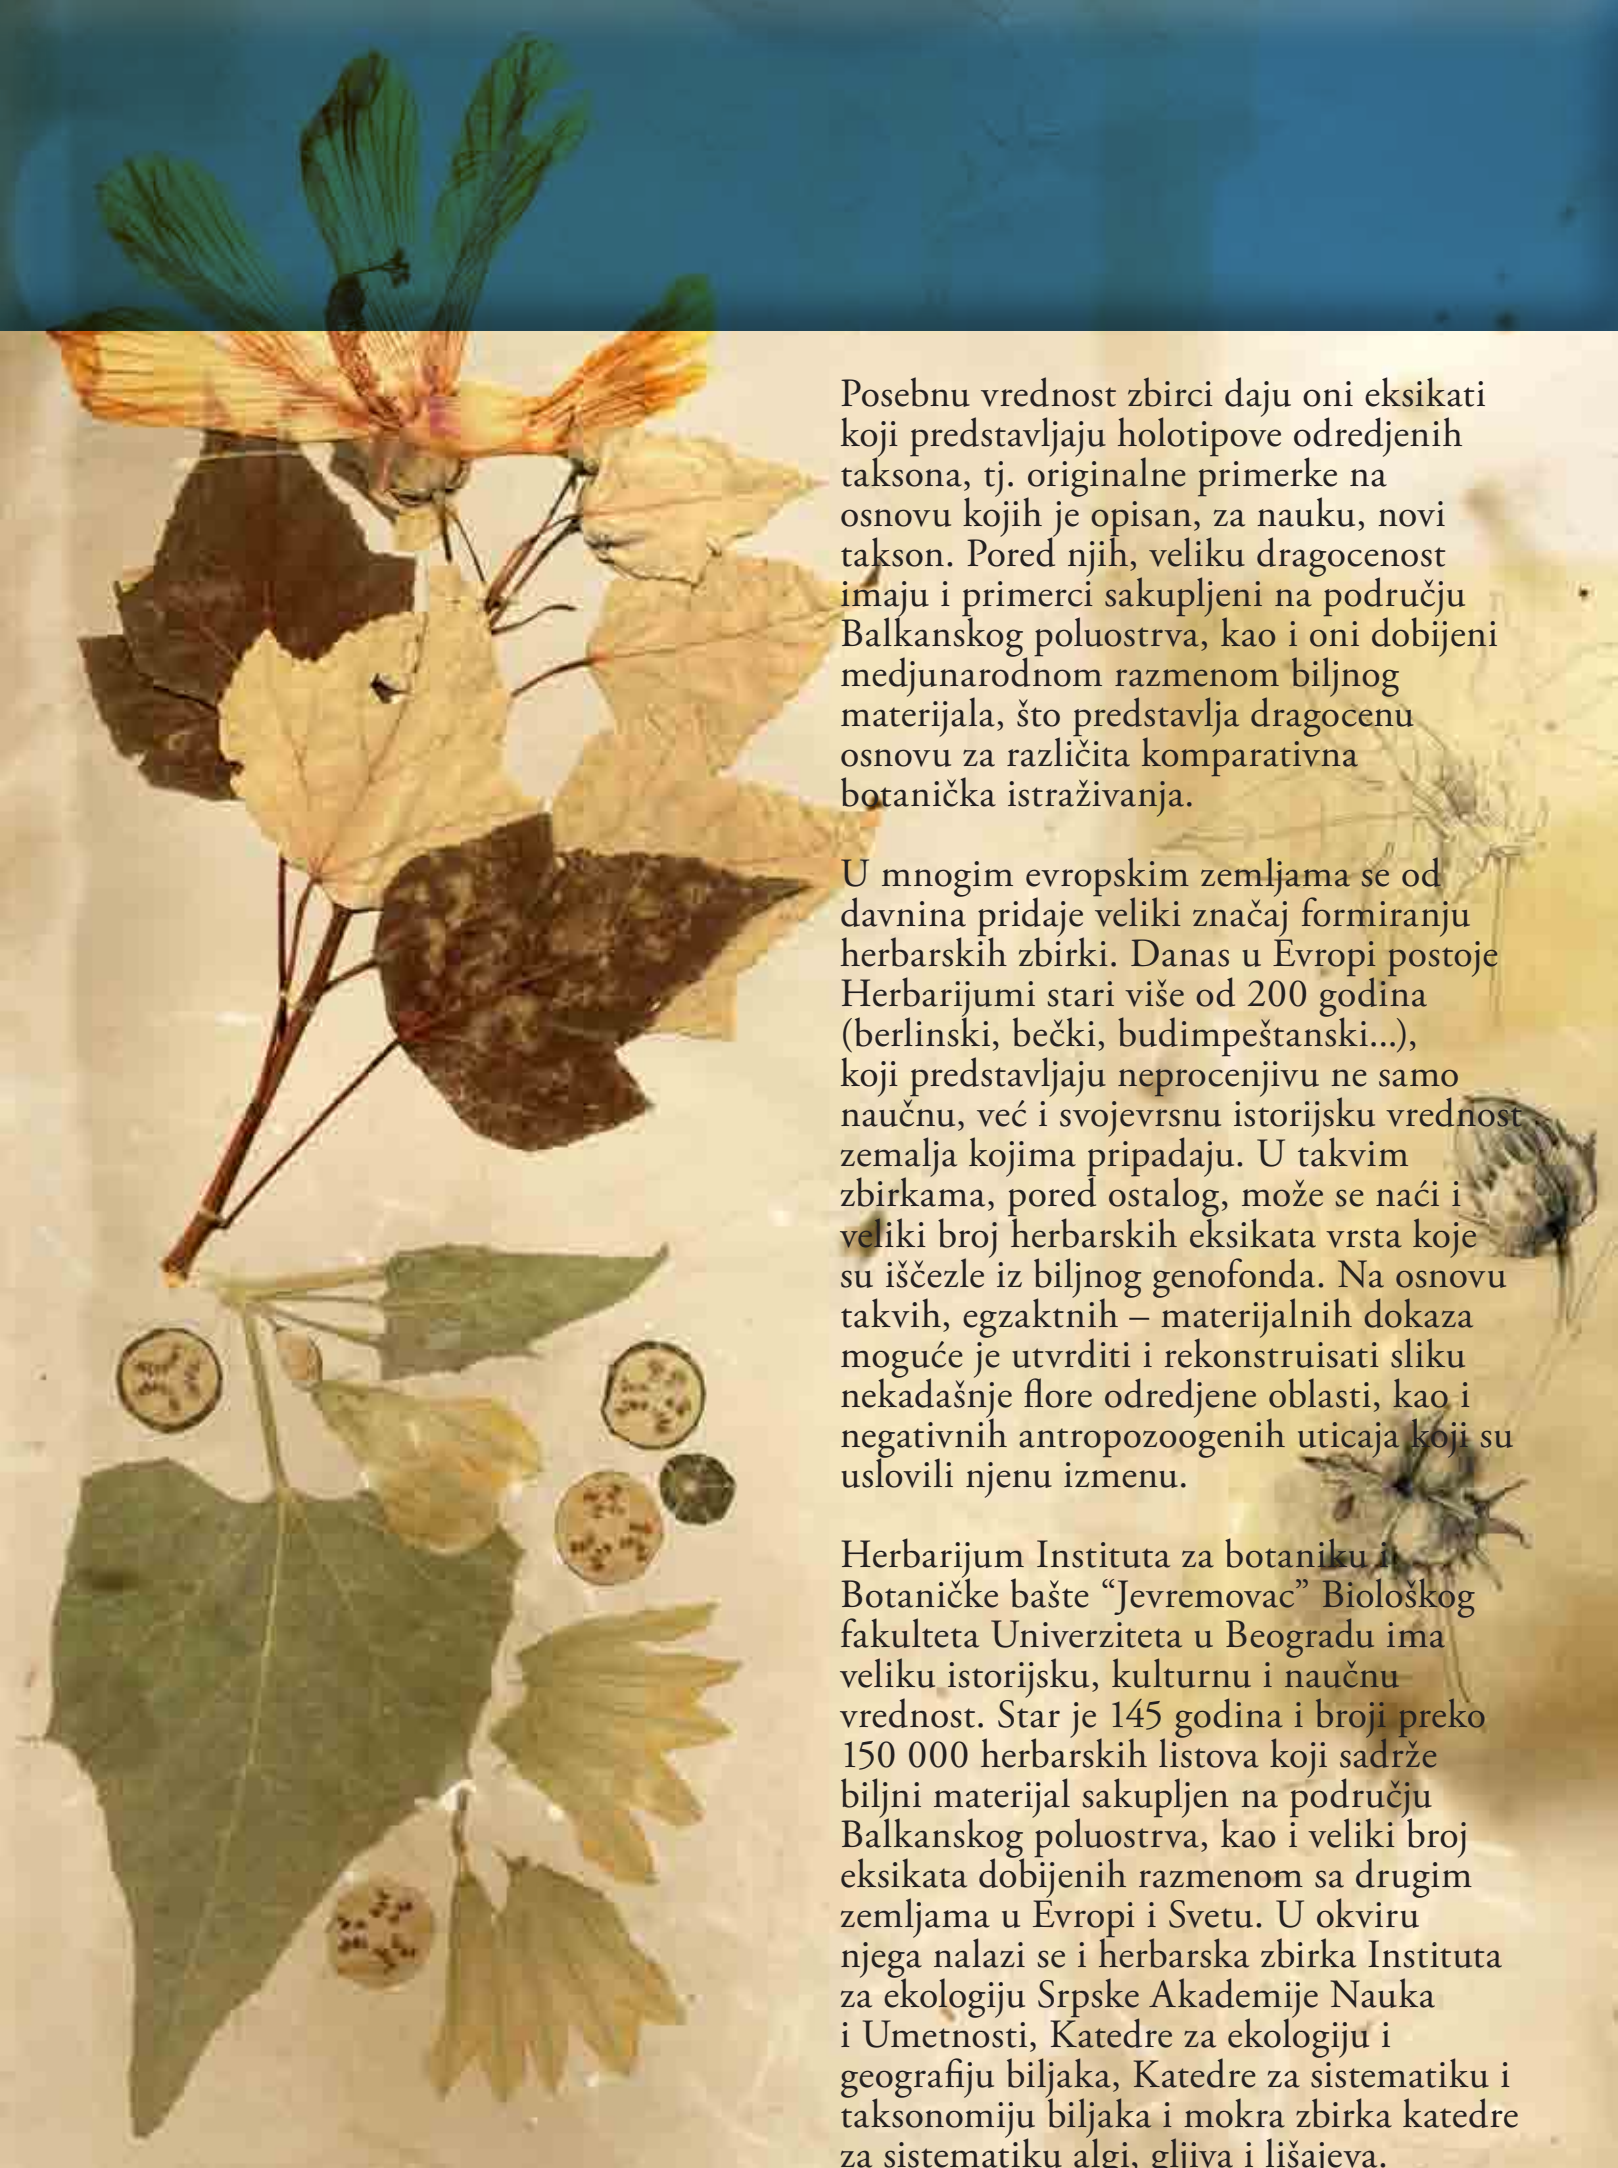 Posebnu vrednost zbirci daju oni eksikati
koji predstavljaju holotipove odredjenih
taksona, tj. originalne primerke na
osnovu kojih je opisan, za nauku, novi
takson. Pored njih, veliku dragocenost
imaju i primerci sakupljeni na području
Balkanskog poluostrva, kao i oni dobijeni
medjunarodnom razmenom biljnog
materijala, što predstavlja dragocenu
osnovu za različita komparativna
botanička istraživanja.
U mnogim evropskim zemljama se od
davnina pridaje veliki značaj formiranju
herbarskih zbirki. Danas u Evropi postoje
Herbarijumi stari više od 200 godina
(berlinski, bečki, budimpeštanski...),
koji predstavljaju neprocenjivu ne samo
naučnu, već i svojevrsnu istorijsku vrednost
zemalja kojima pripadaju. U takvim
zbirkama, pored ostalog, može se naći i
veliki broj herbarskih eksikata vrsta koje
su iščezle iz biljnog genofonda. Na osnovu
takvih, egzaktnih – materijalnih dokaza
moguće je utvrditi i rekonstruisati sliku
nekadašnje flore odredjene oblasti, kao i
negativnih antropozoogenih uticaja koji su
uslovili njenu izmenu.
Herbarijum Instituta za botaniku i
Botaničke bašte “Jevremovac” Biološkog
fakulteta Univerziteta u Beogradu ima
veliku istorijsku, kulturnu i naučnu
vrednost. Star je 145 godina i broji preko
150 000 herbarskih listova koji sadrže
biljni materijal sakupljen na području
Balkanskog poluostrva, kao i veliki broj
eksikata dobijenih razmenom sa drugim
zemljama u Evropi i Svetu. U okviru
njega nalazi se i herbarska zbirka Instituta
za ekologiju Srpske Akademije Nauka
i Umetnosti, Katedre za ekologiju i
geografiju biljaka, Katedre za sistematiku i
taksonomiju biljaka i mokra zbirka katedre
za sistematiku algi, gljiva i lišajeva.